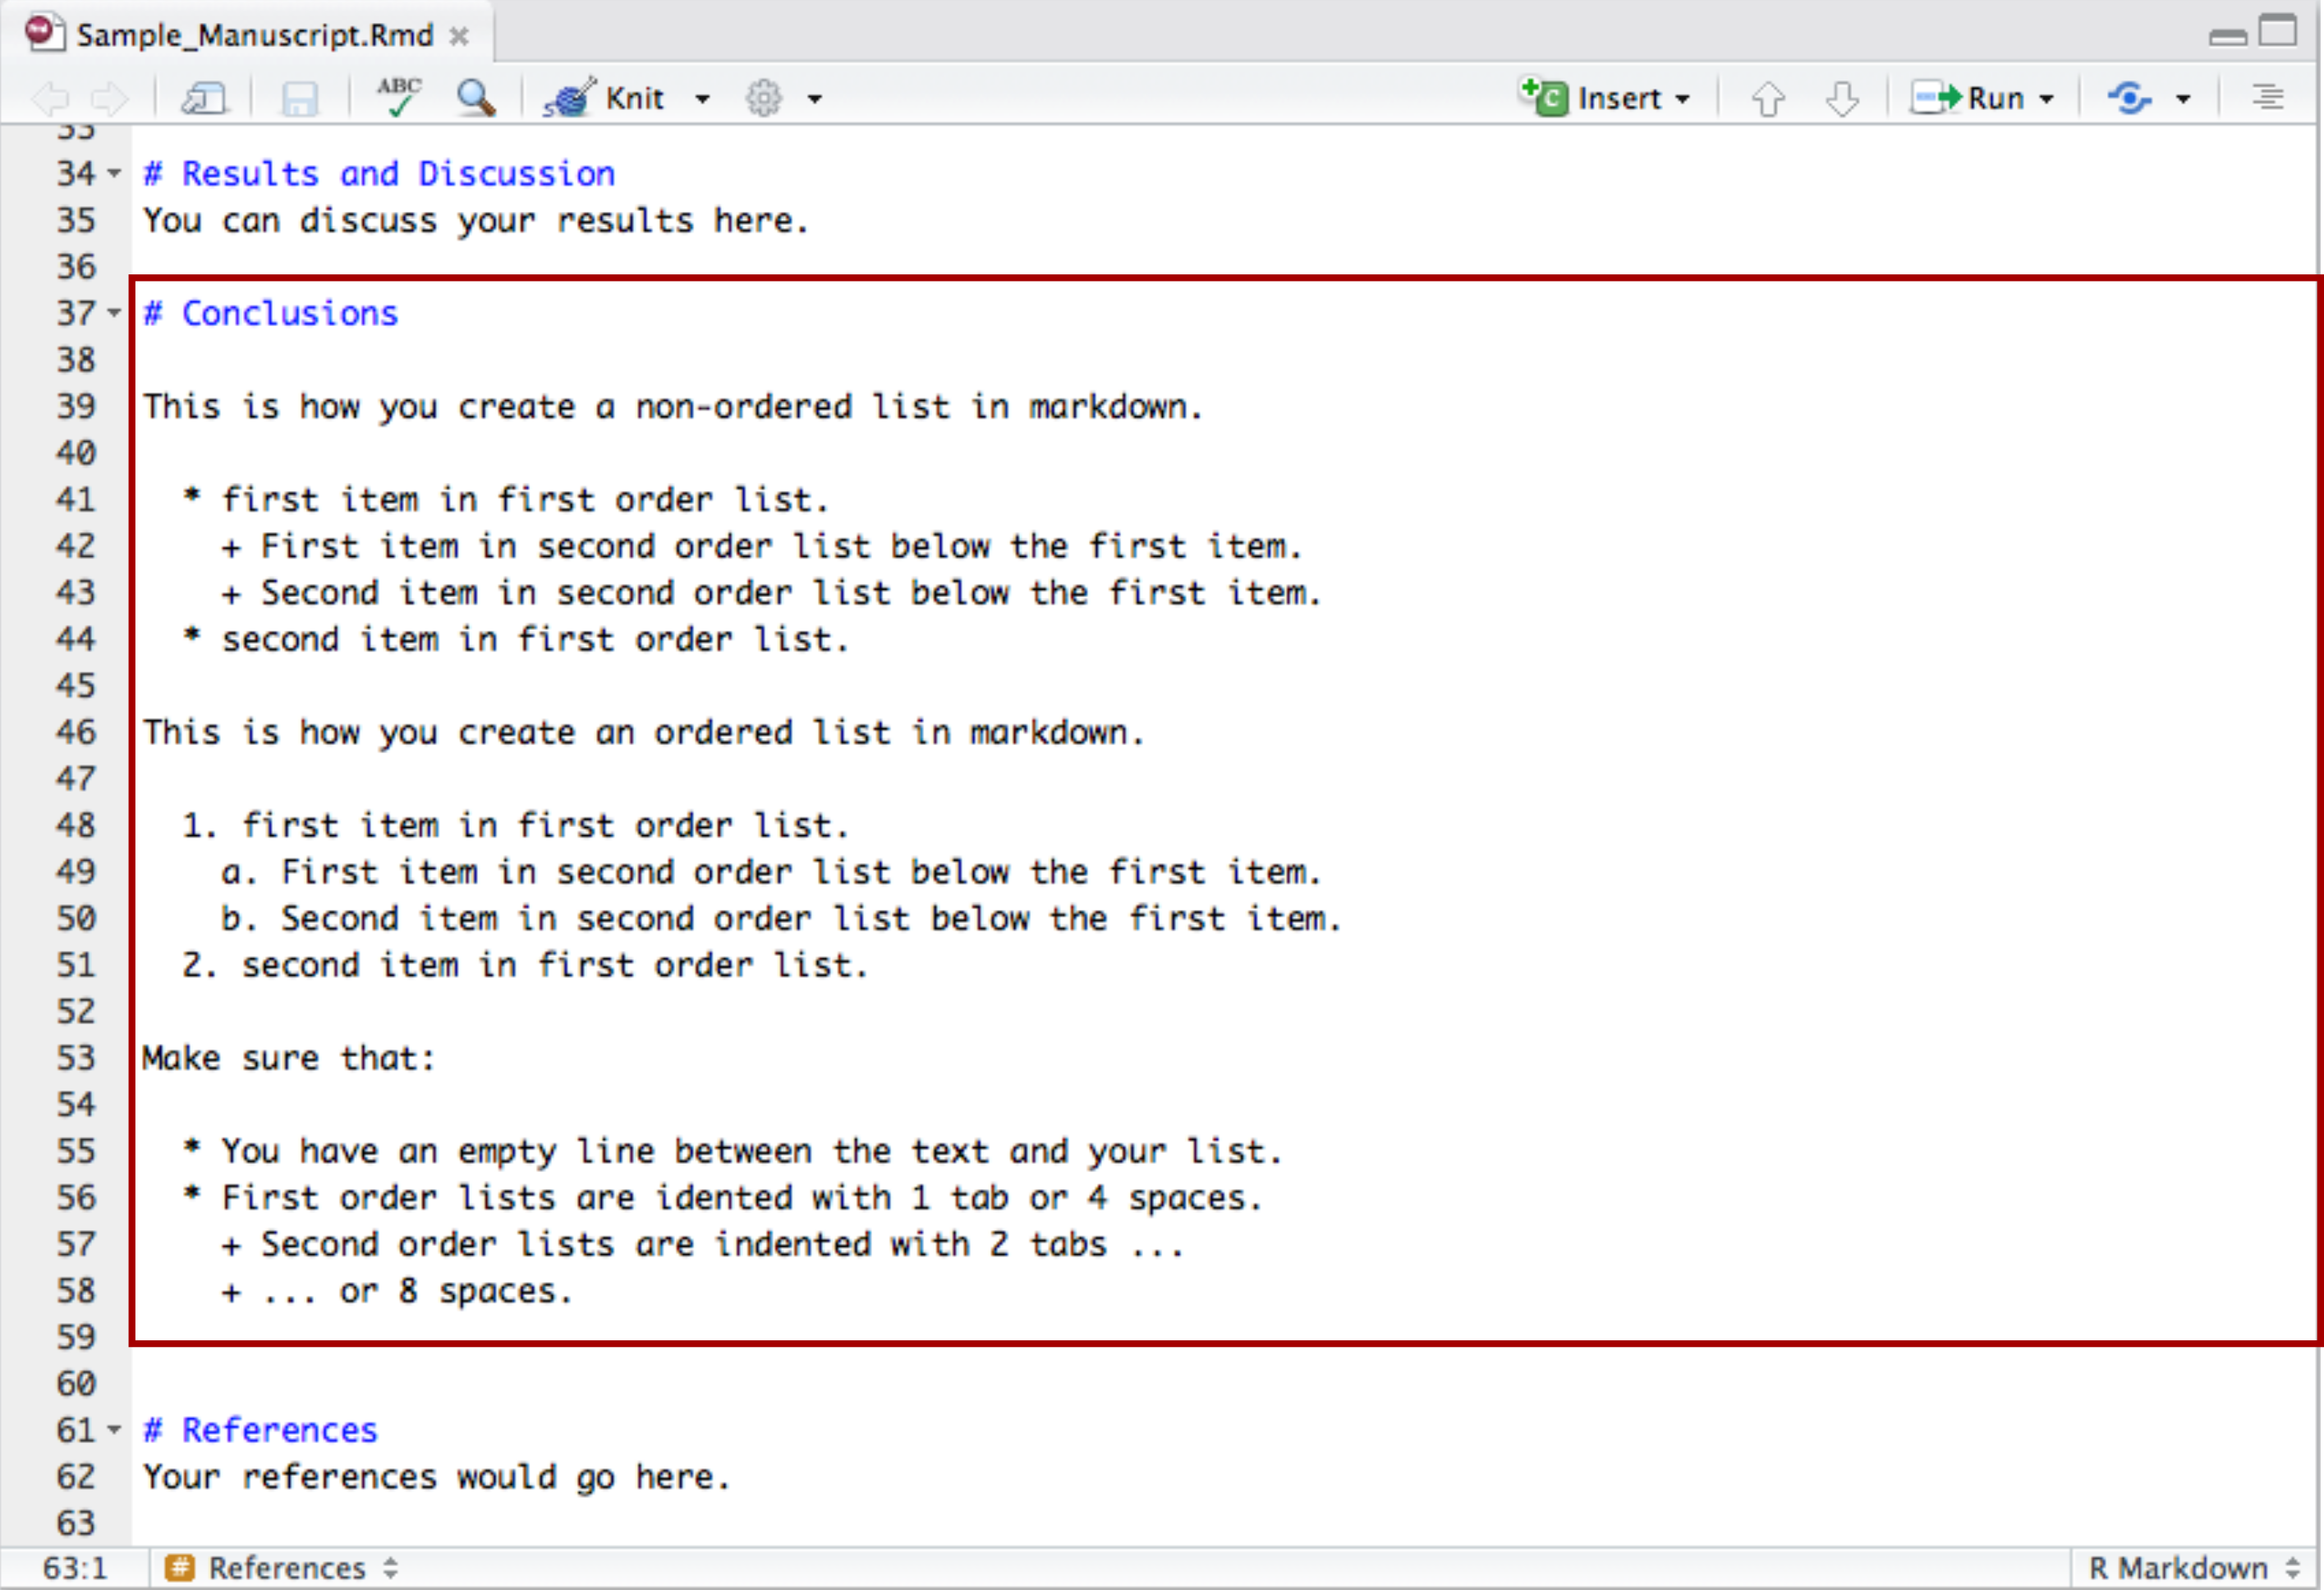 Sample_Manuscript.Rmd
ABC Knit Insert Run
33
34 # Results and Discussion
35 You can discuss your results here.
36
37 # Conclusions
38
39 This is how you create a non-ordered list in markdown.
40
41   * first item in first order list.
42     + First item in second order list below the first item.
43     + Second item in second order list below the first item.
44   * second item in first order list.
45
46 This is how you create an ordered list in markdown.
47
48   1. first item in first order list.
49     a. First item in second order list below the first item.
50     b. Second item in second order list below the first item.
51   2. second item in first order list.
52
53 Make sure that:
54
55   * You have an empty line between the text and your list.
56   * First order lists are idented with 1 tab or 4 spaces.
57     + Second order lists are indented with 2 tabs ...
58     + ... or 8 spaces.
59
60
61 # References
62 Your references would go here.
63
63:1 # References R Markdown